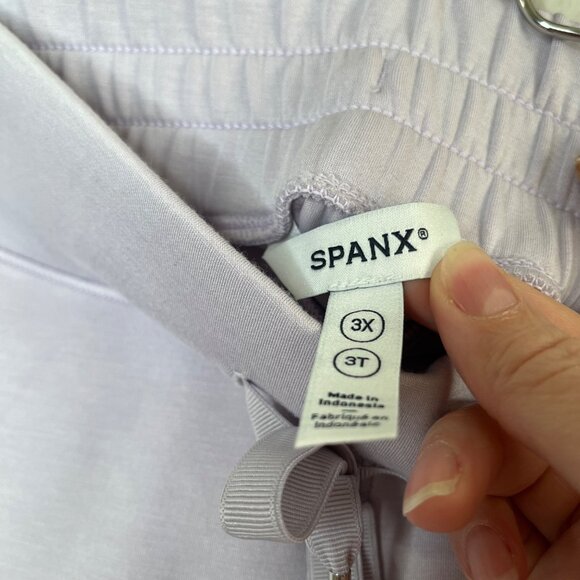 SPANX®
3X
3T
Made in
Indonesia
Fabriqué en
Indonésie